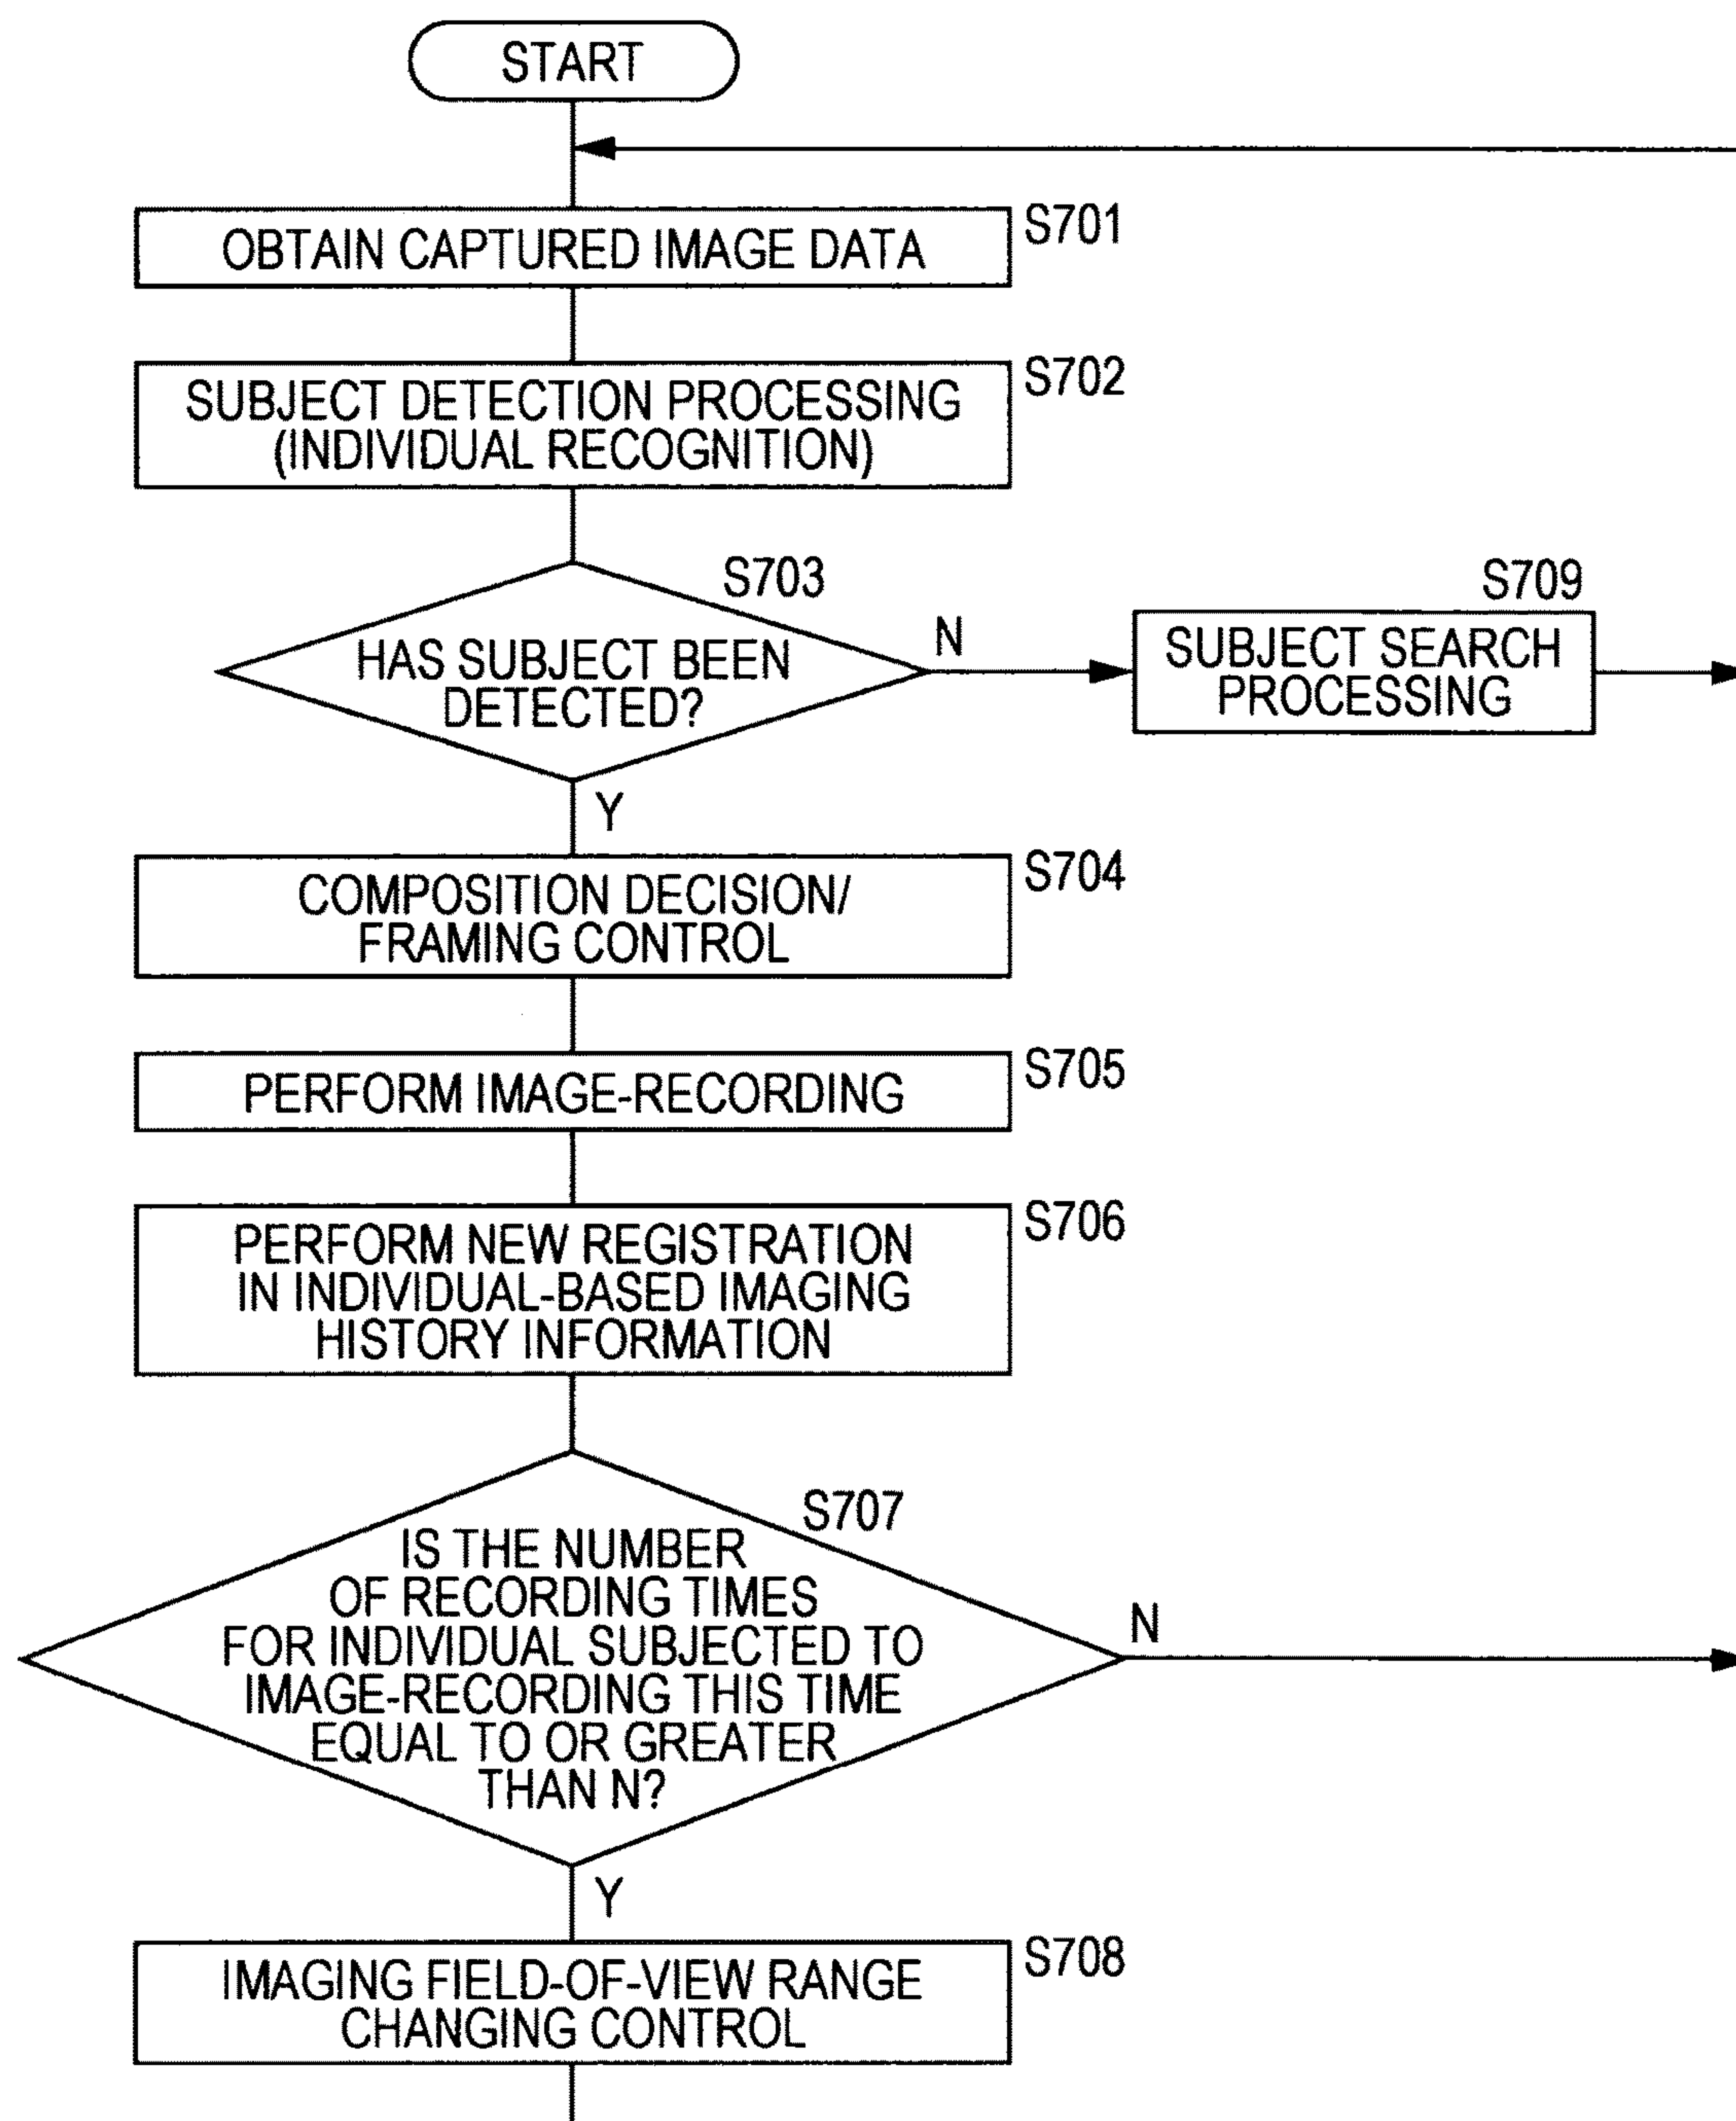 START
S701
OBTAIN CAPTURED IMAGE DATA
S702
SUBJECT DETECTION PROCESSING
(INDIVIDUAL RECOGNITION)
S703
HAS SUBJECT BEEN
DETECTED?
N
S709
SUBJECT SEARCH
PROCESSING
Y
S704
COMPOSITION DECISION/
FRAMING CONTROL
S705
PERFORM IMAGE-RECORDING
S706
PERFORM NEW REGISTRATION
IN INDIVIDUAL-BASED IMAGING
HISTORY INFORMATION
S707
IS THE NUMBER
OF RECORDING TIMES
FOR INDIVIDUAL SUBJECTED TO
IMAGE-RECORDING THIS TIME
EQUAL TO OR GREATER
THAN N?
N
Y
S708
IMAGING FIELD-OF-VIEW RANGE
CHANGING CONTROL